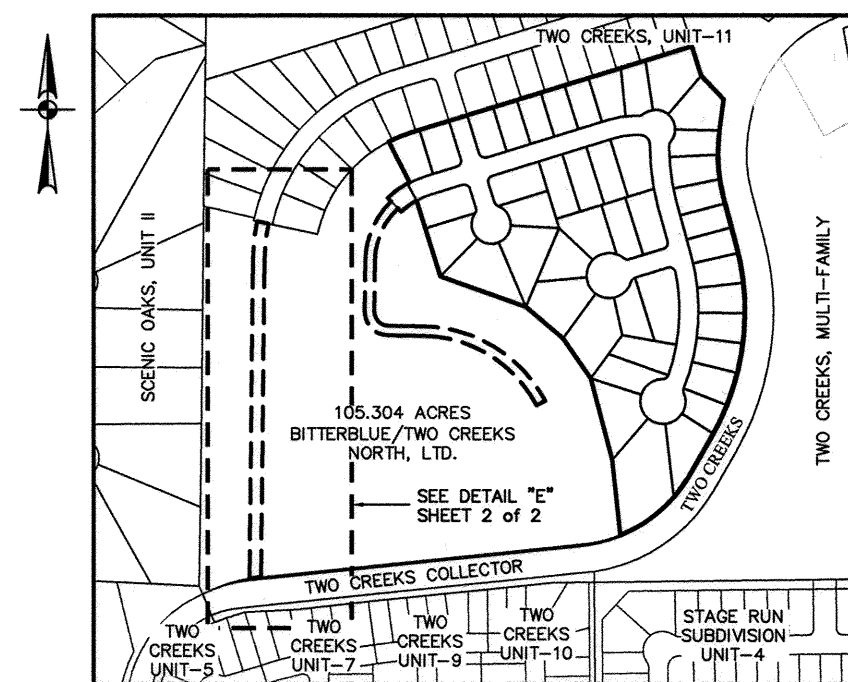 TWO CREEKS, UNIT-11
SCENIC OAKS, UNIT II
TWO CREEKS, MULTI-FAMILY
105.304 ACRES
BITTERBLUE/TWO CREEKS
NORTH, LTD.
SEE DETAIL "E"
SHEET 2 of 2
TWO CREEKS
TWO CREEKS COLLECTOR
TWO
CREEKS
UNIT-5
TWO
CREEKS
UNIT-7
TWO
CREEKS
UNIT-9
TWO
CREEKS
UNIT-10
STAGE RUN
SUBDIVISION
UNIT-4